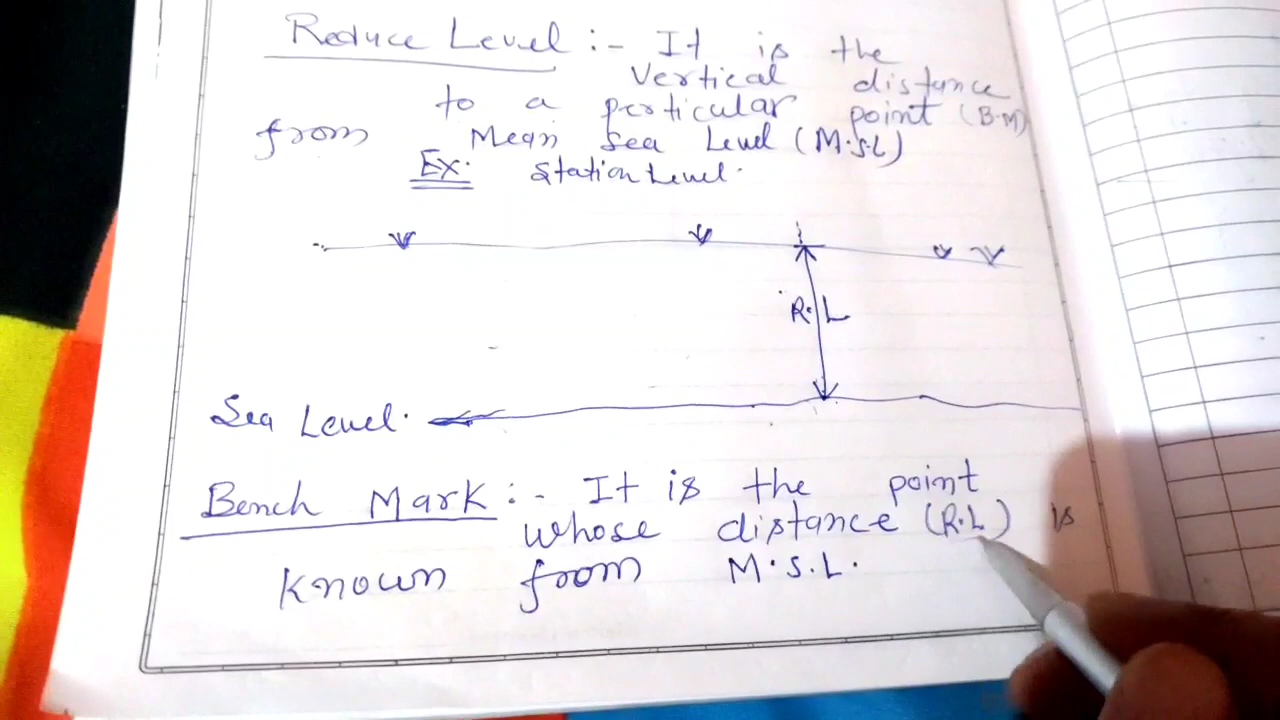 Reduce Level :- It is the
vertical distance
to a perticular point (B.M)
from Mean Sea Level (M.S.L)
Ex. Station Level.
R.L
Sea Level.
Bench Mark :- It is the point
whose distance (R.L) is
known from M.S.L.